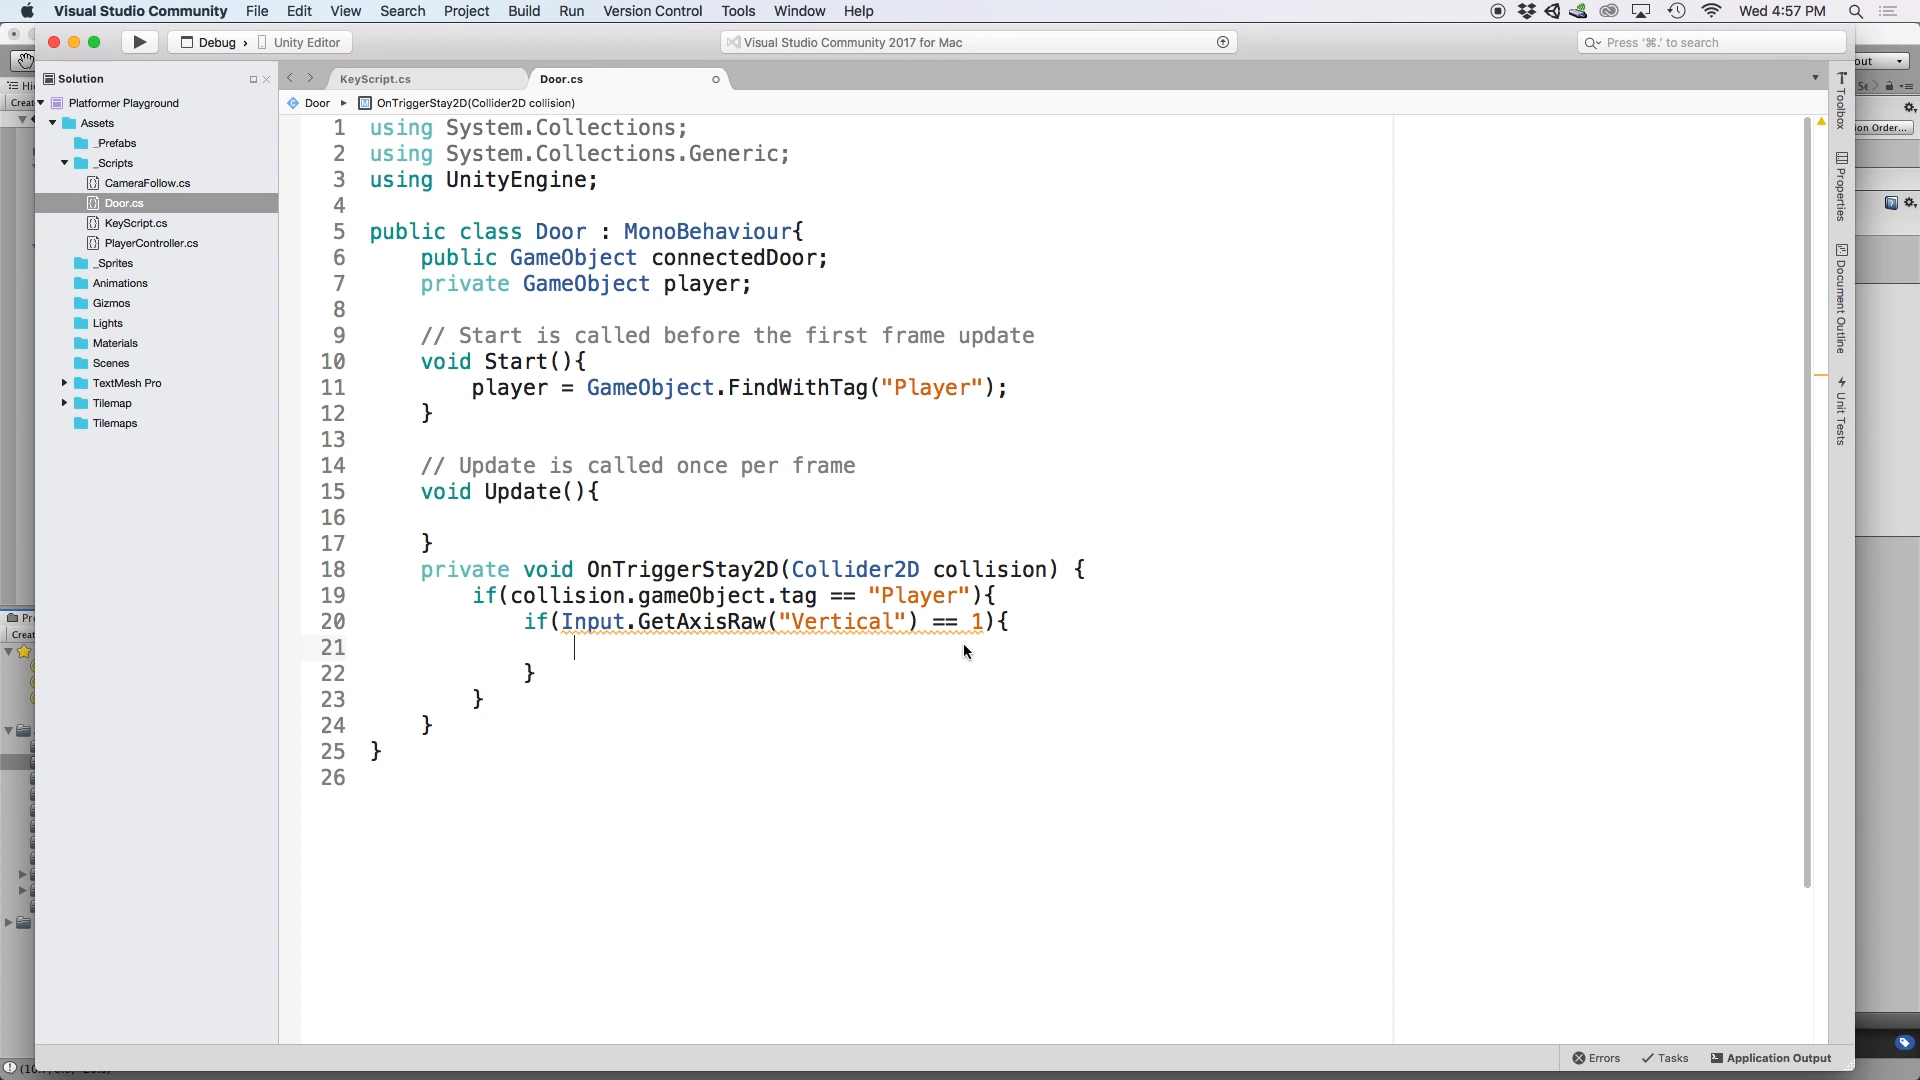 Visual Studio Community File Edit View Search Project Build Run Version Control Tools Window Help
Wed 4:57 PM
Debug › Unity Editor
Visual Studio Community 2017 for Mac
Press '⌘.' to search
Solution
KeyScript.cs
Door.cs
Door ▸ OnTriggerStay2D(Collider2D collision)
Platformer Playground
Assets
_Prefabs
_Scripts
CameraFollow.cs
Door.cs
KeyScript.cs
PlayerController.cs
_Sprites
Animations
Gizmos
Lights
Materials
Scenes
TextMesh Pro
Tilemap
Tilemaps
1 using System.Collections;
2 using System.Collections.Generic;
3 using UnityEngine;
4
5 public class Door : MonoBehaviour{
6 public GameObject connectedDoor;
7 private GameObject player;
8
9 // Start is called before the first frame update
10 void Start(){
11 player = GameObject.FindWithTag("Player");
12 }
13
14 // Update is called once per frame
15 void Update(){
16
17 }
18 private void OnTriggerStay2D(Collider2D collision) {
19 if(collision.gameObject.tag == "Player"){
20 if(Input.GetAxisRaw("Vertical") == 1){
21
22 }
23 }
24 }
25 }
26
Toolbox
Properties
Document Outline
Unit Tests
out
ion Order...
Creat
Creat
Errors
Tasks
Application Output